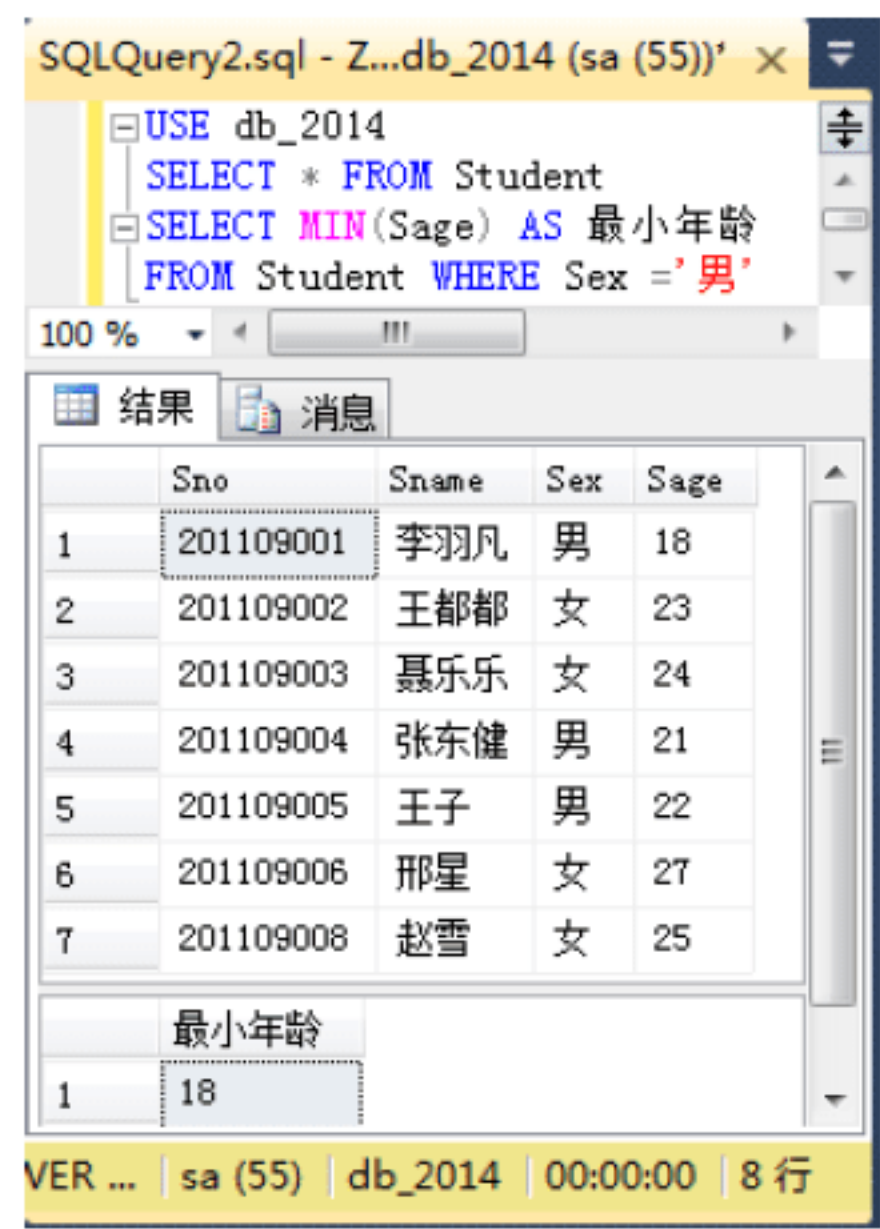 SQLQuery2.sql - Z...db_2014 (sa (55))*
USE db_2014
SELECT * FROM Student
SELECT MIN(Sage) AS 最小年龄
FROM Student WHERE Sex ='男'
100 %
结果 消息
Sno Sname Sex Sage
1 201109001 李羽凡 男 18
2 201109002 王都都 女 23
3 201109003 聂乐乐 女 24
4 201109004 张东健 男 21
5 201109005 王子 男 22
6 201109006 邢星 女 27
7 201109008 赵雪 女 25
最小年龄
1 18
VER ... sa (55) db_2014 00:00:00 8 行